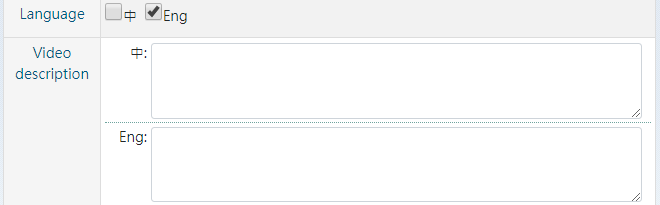 Language 中 Eng
Video
description
中:
Eng: